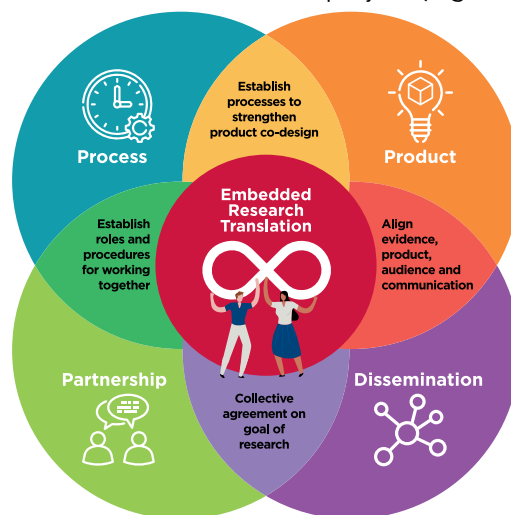 Establish
processes to
strengthen
product co-design
Process
Product
Embedded
Research
Translation
Establish
roles and
procedures
for working
together
Align
evidence,
product,
audience and
communication
Partnership
Dissemination
Collective
agreement on
goal of
research